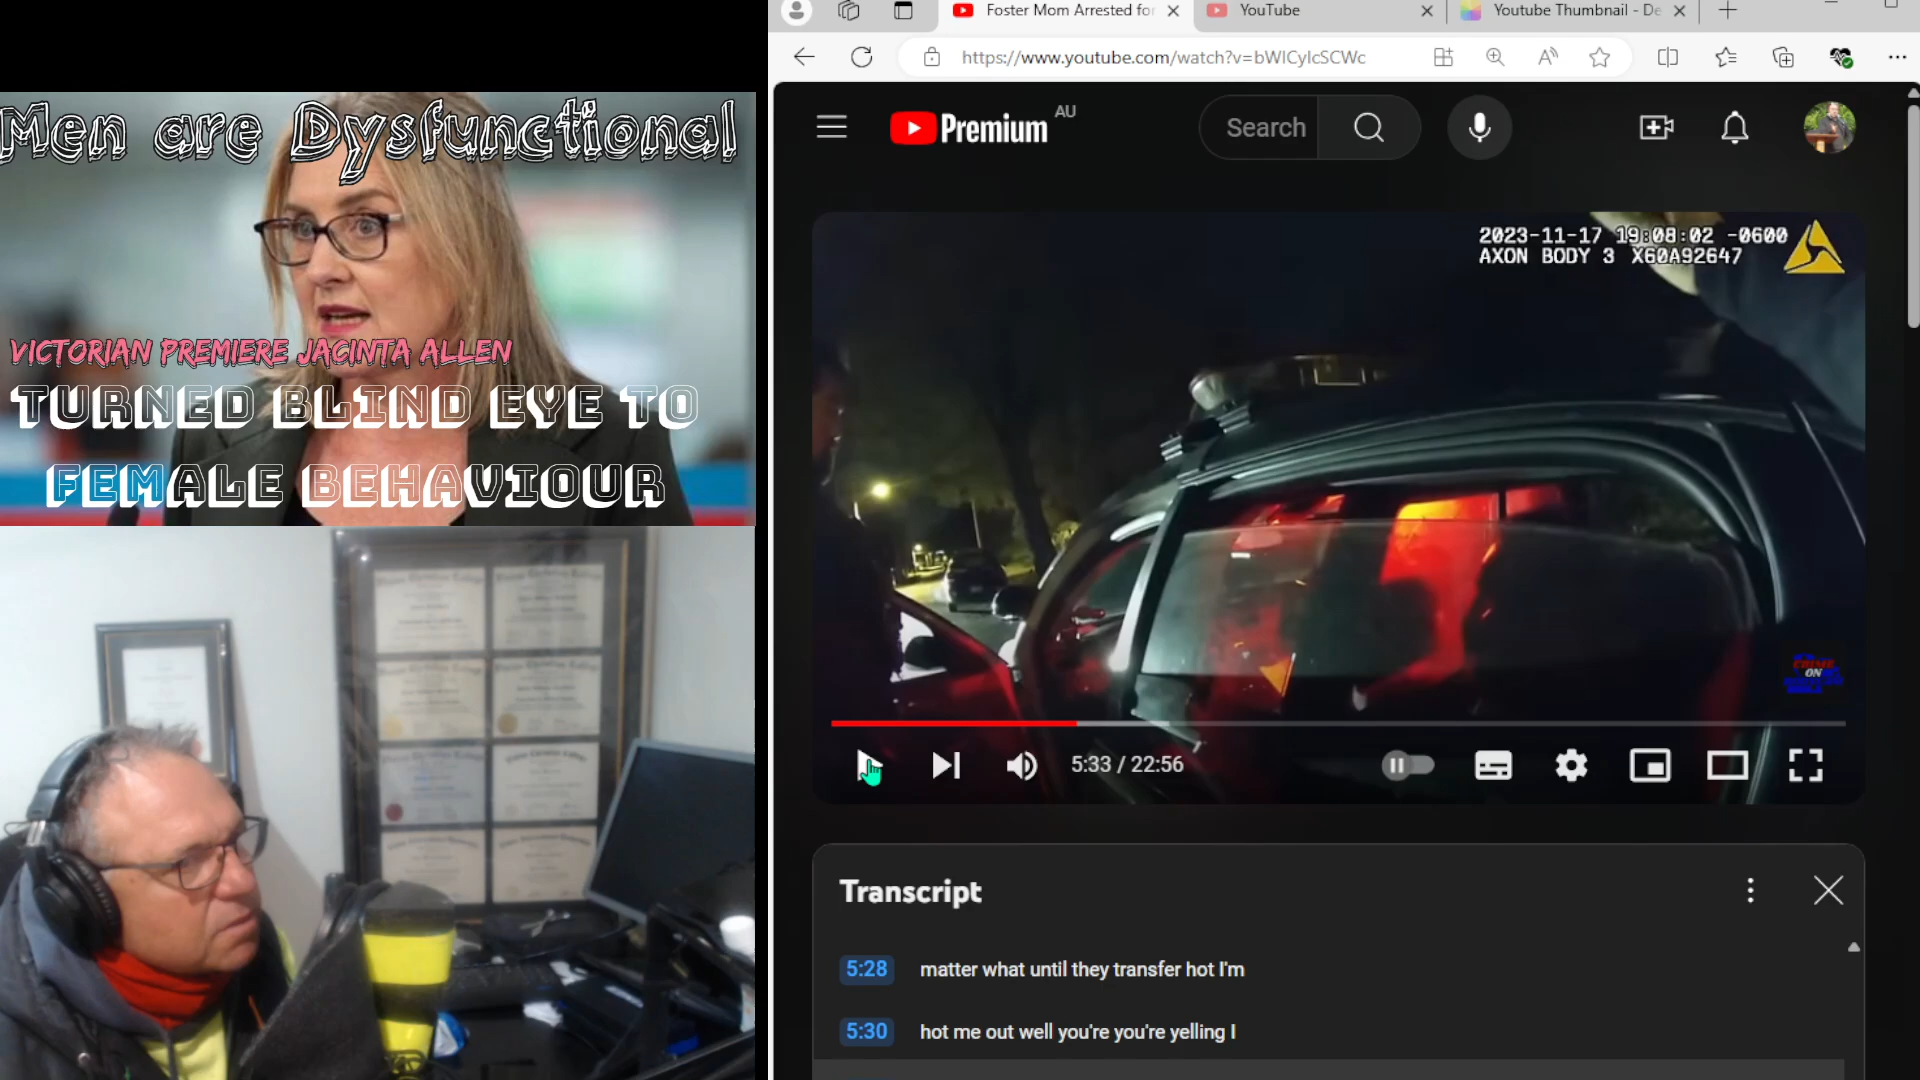 Men are Dysfunctional
VICTORIAN PREMIERE JACINTA ALLEN
TURNED BLIND EYE TO
FEMALE BEHAVIOUR
Foster Mom Arrested for
YouTube
Youtube Thumbnail - De
https://www.youtube.com/watch?v=bWlCylcSCWc
Premium
AU
Search
2023-11-17 19:08:02 -0600
AXON BODY 3 X60A92647
CRIME
ON
5:33 / 22:56
Transcript
5:28 matter what until they transfer hot I'm
5:30 hot me out well you're you're yelling I